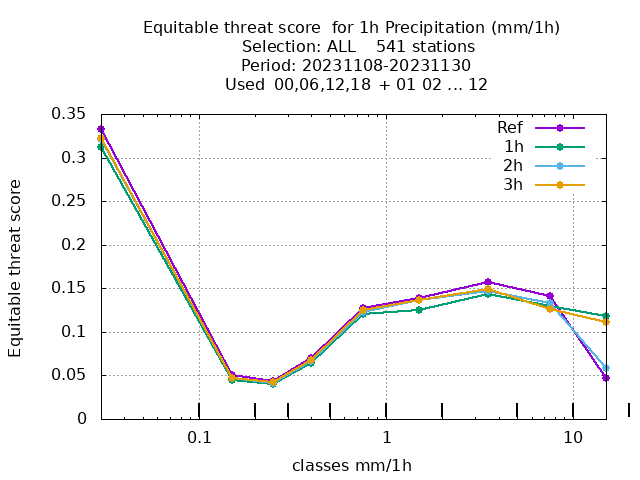 Equitable threat score  for 1h Precipitation (mm/1h)
Selection: ALL    541 stations
Period: 20231108-20231130
Used  00,06,12,18  + 01 02 ... 12
0.35
0.3
0.25
0.2
0.15
0.1
0.05
0
Equitable threat score
Ref
1h
2h
3h
0.1
1
10
classes mm/1h